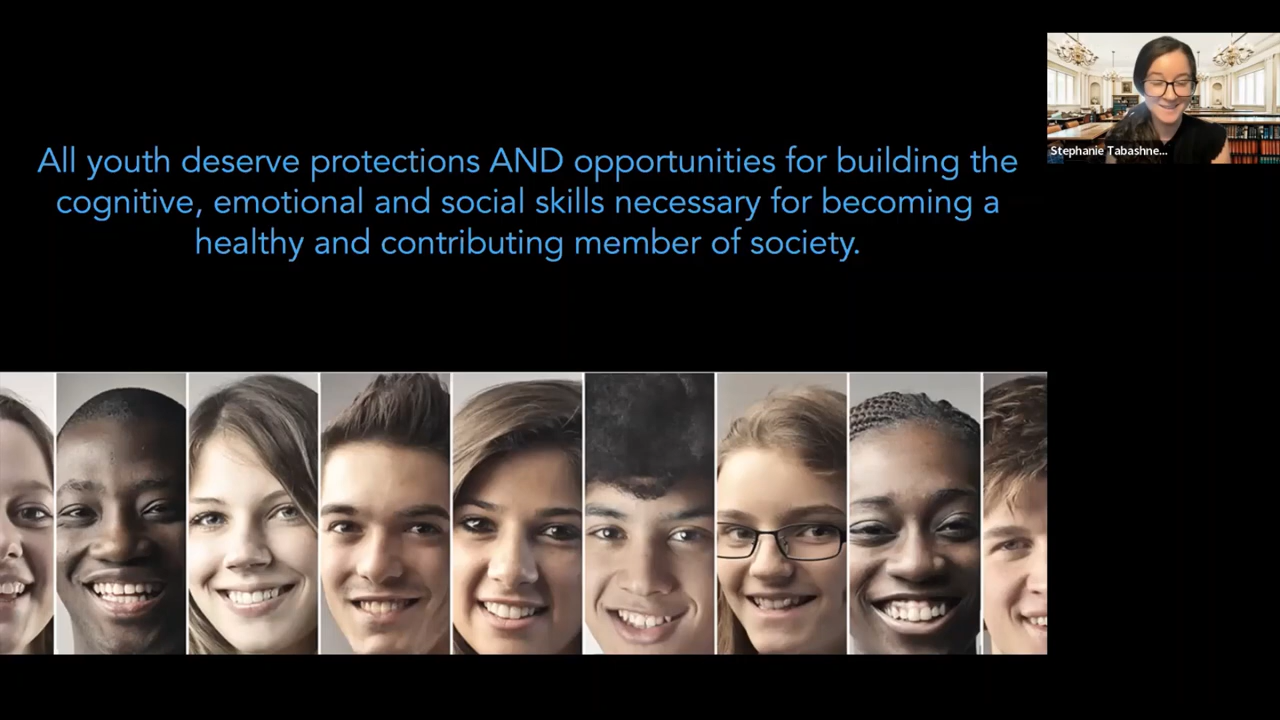 All youth deserve protections AND opportunities for building the
cognitive, emotional and social skills necessary for becoming a
healthy and contributing member of society.
Stephanie Tabashne...